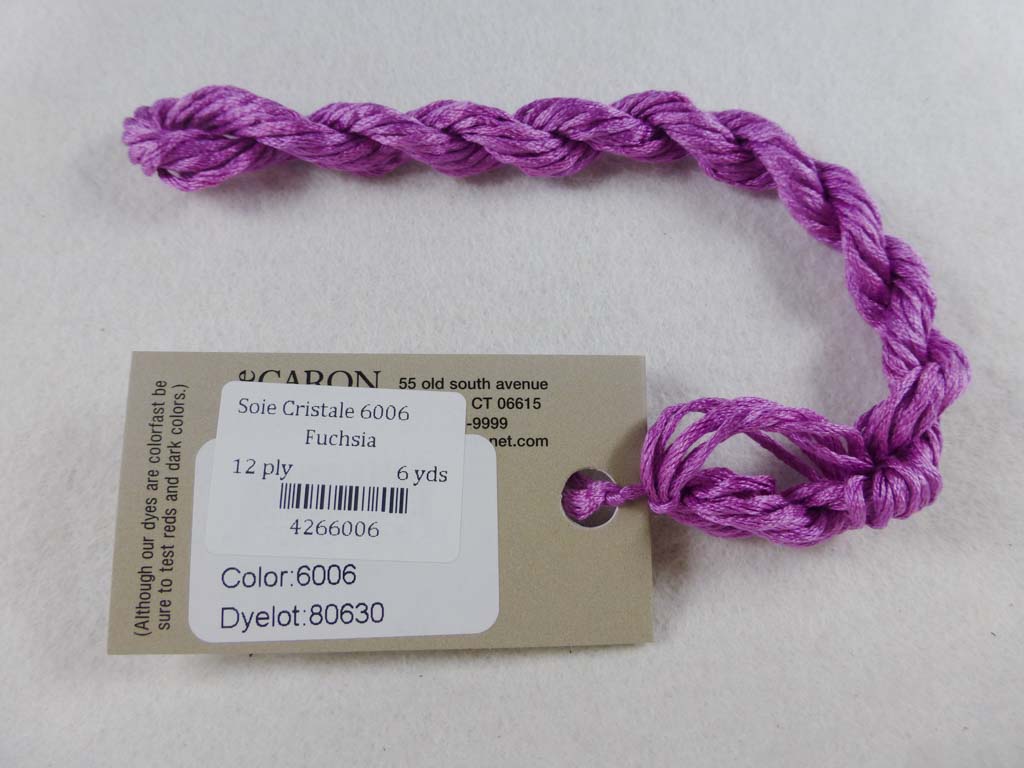 CARON
55 old south avenue
CT 06615
-9999
net.com
Soie Cristale 6006
Fuchsia
12 ply 6 yds
4266006
Color:6006
Dyelot:80630
(Although our dyes are colorfast be
sure to test reds and dark colors.)